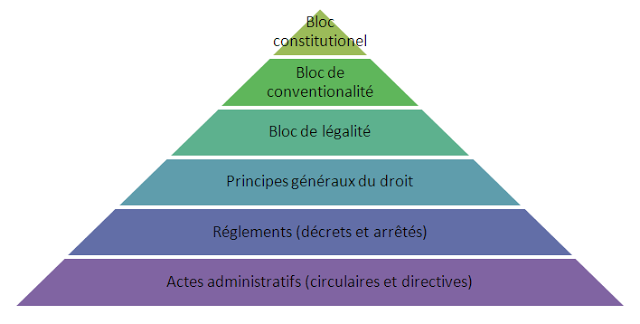 Bloc
constitutionel
Bloc de
conventionalité
Bloc de légalité
Principes généraux du droit
Réglements (décrets et arrêtés)
Actes administratifs (circulaires et directives)